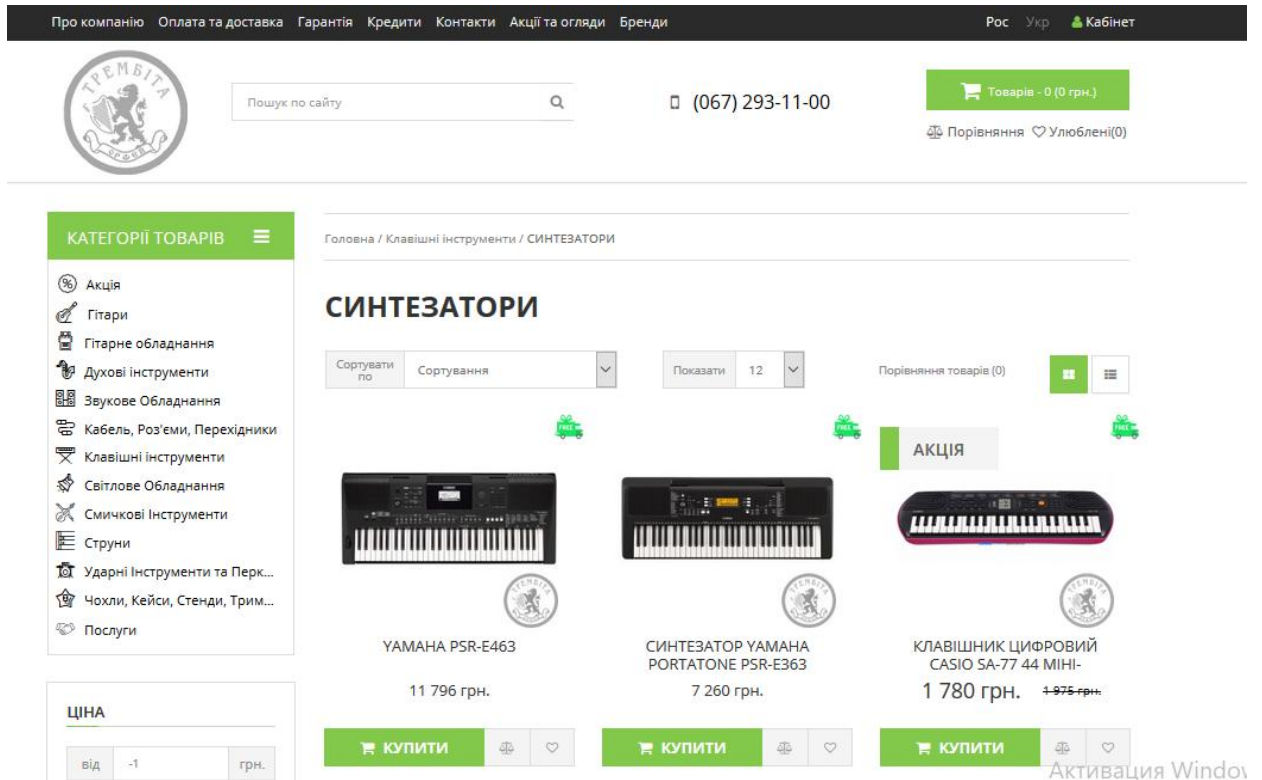 Про компанію Оплата та доставка Гарантія Кредити Контакти Акції та огляди Бренди Рос Укр Кабінет
ТРЕМБІТА
ОРФЕЙ
Пошук по сайту
(067) 293-11-00
Товарів - 0 (0 грн.)
Порівняння Улюблені(0)
КАТЕГОРІЇ ТОВАРІВ
Акція
Гітари
Гітарне обладнання
Духові інструменти
Звукове Обладнання
Кабель, Роз'єми, Перехідники
Клавішні інструменти
Світлове Обладнання
Смичкові Інструменти
Струни
Ударні Інструменти та Перк...
Чохли, Кейси, Стенди, Трим...
Послуги
ЦІНА
від -1 грн.
Головна / Клавішні інструменти / СИНТЕЗАТОРИ
СИНТЕЗАТОРИ
Сортувати по
Сортування
Показати 12
Порівняння товарів (0)
FREE
YAMAHA PSR-E463
11 796 грн.
КУПИТИ
FREE
СИНТЕЗАТОР YAMAHA
PORTATONE PSR-E363
7 260 грн.
КУПИТИ
FREE
АКЦІЯ
КЛАВІШНИК ЦИФРОВИЙ
CASIO SA-77 44 МІНІ-
1 780 грн. 1 975 грн.
КУПИТИ
Активация Window